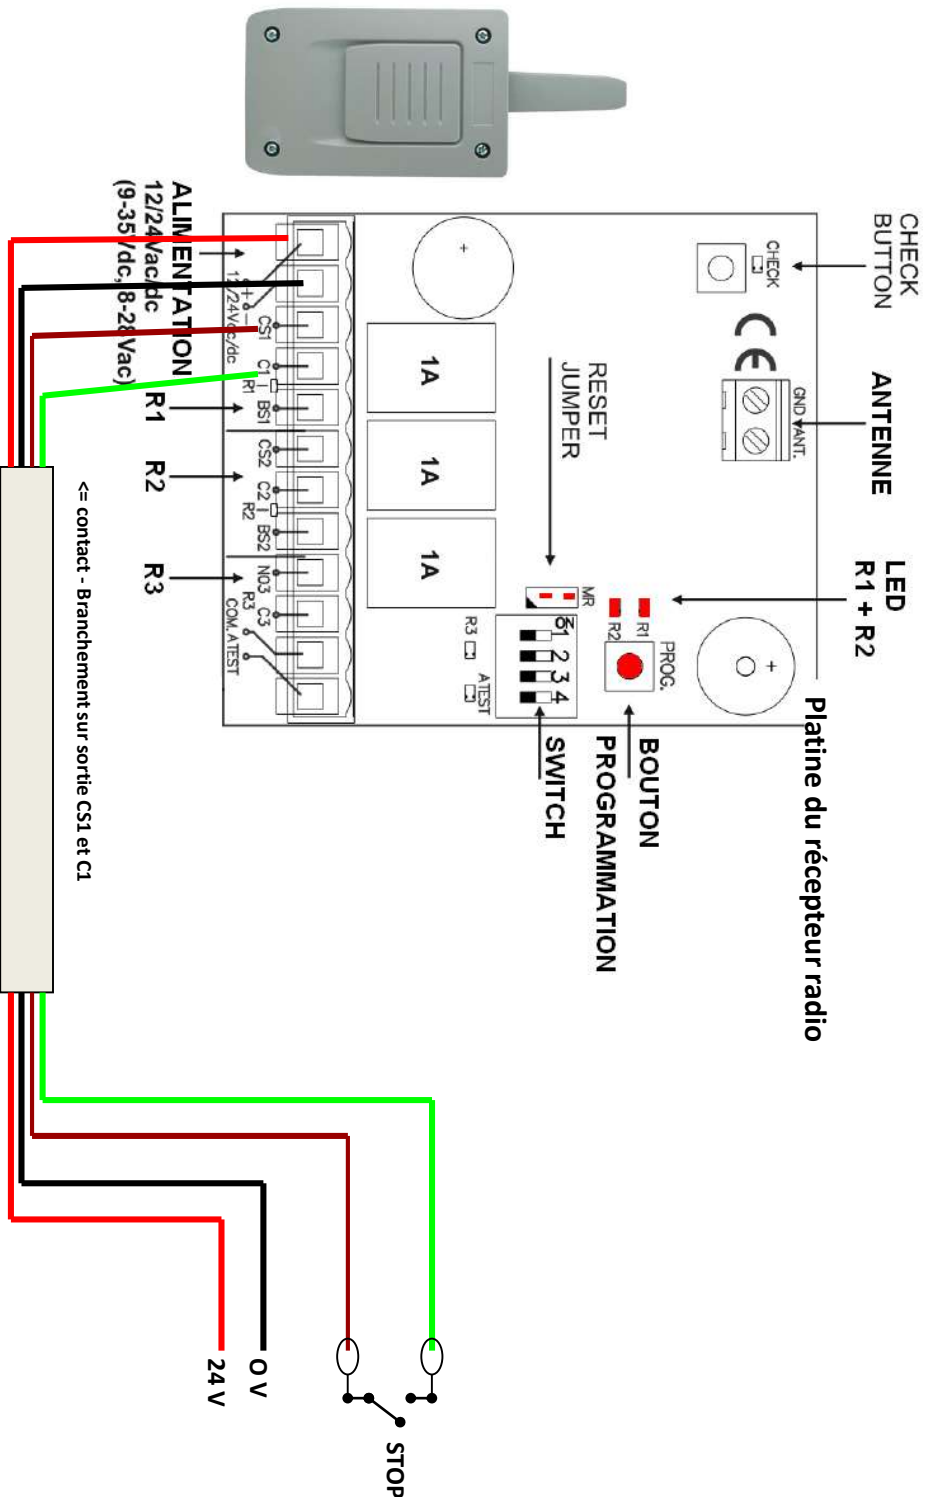 Platine du récepteur radio
CHECK
BUTTON
ANTENNE
LED
R1 + R2
CHECK
CE
GND
ANT.
RESET
JUMPER
MR
R1
R2
PROG.
BOUTON
PROGRAMMATION
ON
1 2 3 4
SWITCH
R3
ATEST
1A
1A
1A
+
+
+ -
12/24Vac/dc
CS1
C1
R1
BS1
CS2
C2
R2
BS2
NO3
C3
R3
COM. ATEST
ALIMENTATION
12/24Vac/dc
(9-35Vdc, 8-28Vac)
R1
R2
R3
<= contact - Branchement sur sortie CS1 et C1
STOP
O V
24 V